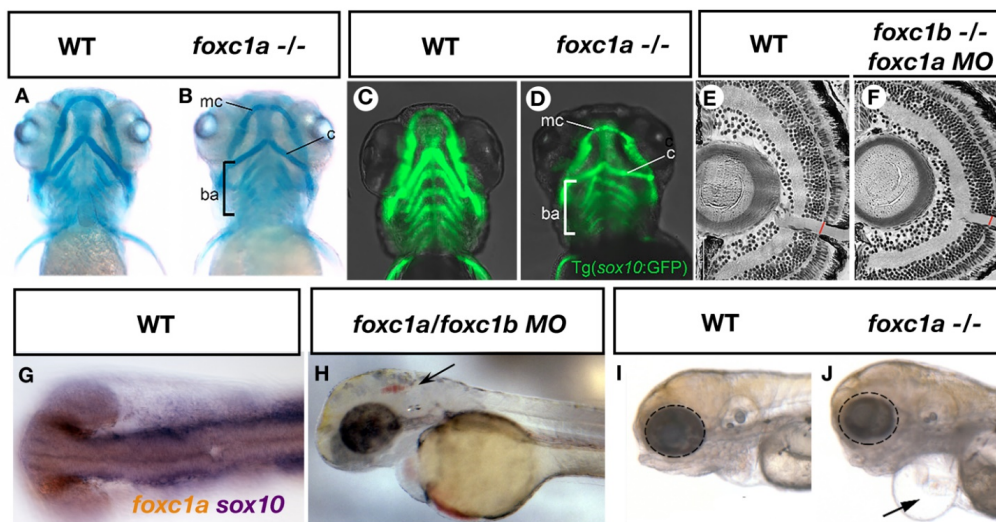 WT foxc1a -/-
WT foxc1a -/-
WT foxc1b -/-
foxc1a MO
A B mc c ba
C D mc c c ba
Tg(sox10:GFP)
E F
WT
foxc1a/foxc1b MO
WT foxc1a -/-
G
foxc1a sox10
H
I J